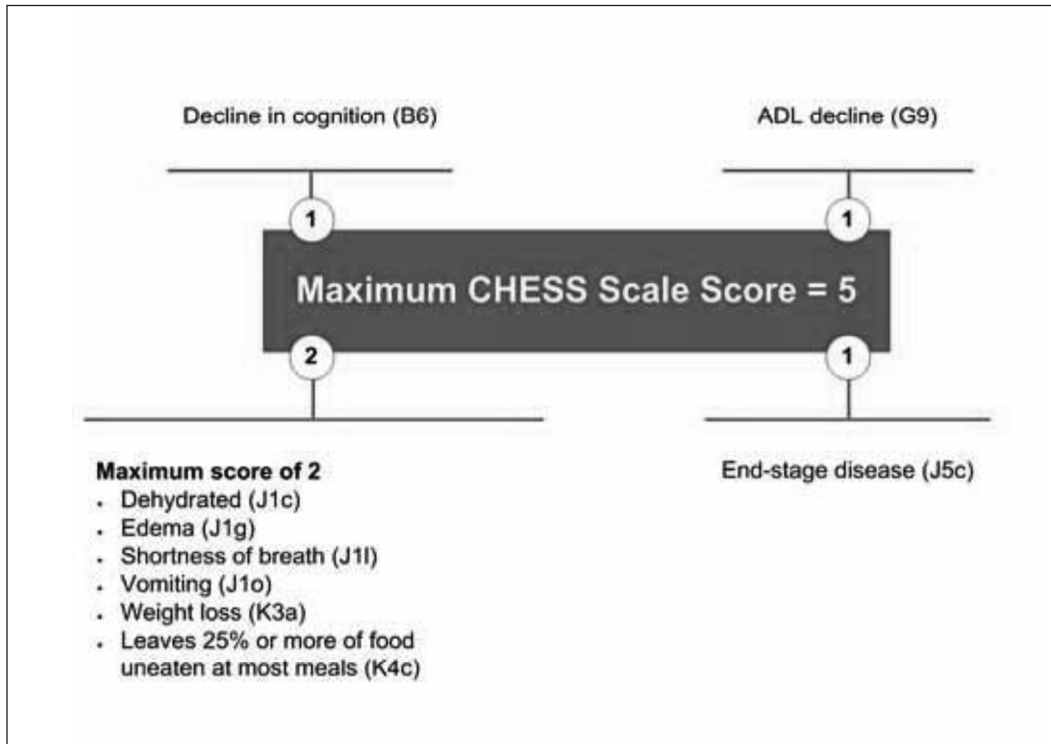 Decline in cognition (B6)
ADL decline (G9)
1
1
Maximum CHESS Scale Score = 5
2
1
Maximum score of 2
End-stage disease (J5c)
• Dehydrated (J1c)
• Edema (J1g)
• Shortness of breath (J1l)
• Vomiting (J1o)
• Weight loss (K3a)
• Leaves 25% or more of food
uneaten at most meals (K4c)